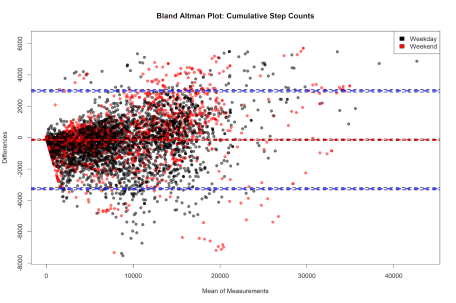 Bland Altman Plot: Cumulative Step Counts
Weekday
Weekend
6000
4000
2000
0
-2000
-4000
-6000
-8000
Differences
0
10000
20000
30000
40000
Mean of Measurements